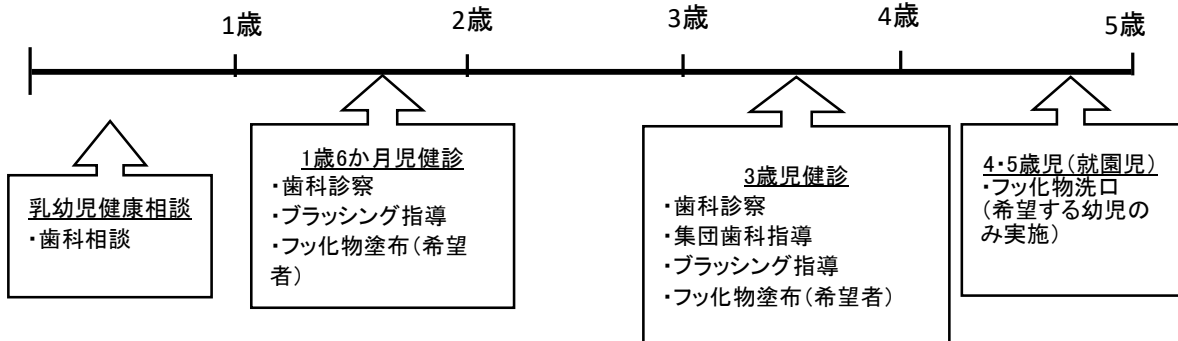 1歳
2歳
3歳
4歳
5歳
乳幼児健康相談
・歯科相談
1歳6か月児健診
・歯科診察
・ブラッシング指導
・フッ化物塗布(希望
者)
3歳児健診
・歯科診察
・集団歯科指導
・ブラッシング指導
・フッ化物塗布(希望者)
4・5歳児(就園児)
・フッ化物洗口
(希望する幼児の
み実施)